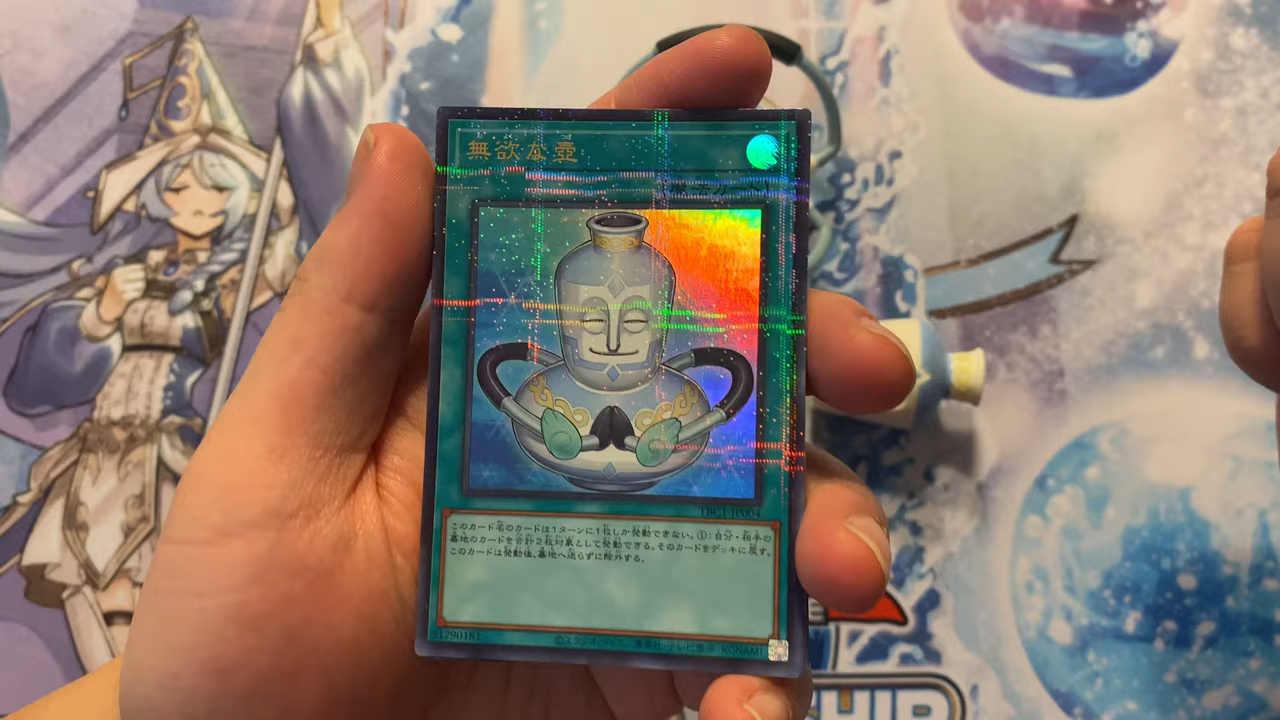 無欲な壺
このカード名のカードは1ターンに1枚しか発動できない。①:自分・相手の
墓地のカードを合計2枚対象として発動できる。そのカードをデッキに戻す。
このカードは発動後、墓地へ送らずに除外する。
51790181
KONAMI